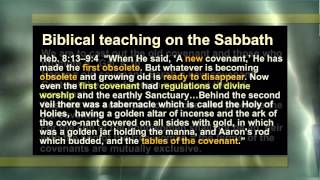 Biblical teaching on the Sabbath
Heb. 8:13–9:4 "When He said, 'A new covenant,' He has
made the first obsolete. But whatever is becoming
obsolete and growing old is ready to disappear. Now
even the first covenant had regulations of divine
worship and the earthly Sanctuary…Behind the second
veil there was a tabernacle which is called the Holy of
Holies, having a golden altar of incense and the ark of
the cove-nant covered on all sides with gold, in which
was a golden jar holding the manna, and Aaron's rod
which budded, and the tables of the covenant."
covenants are mutually exclusive.